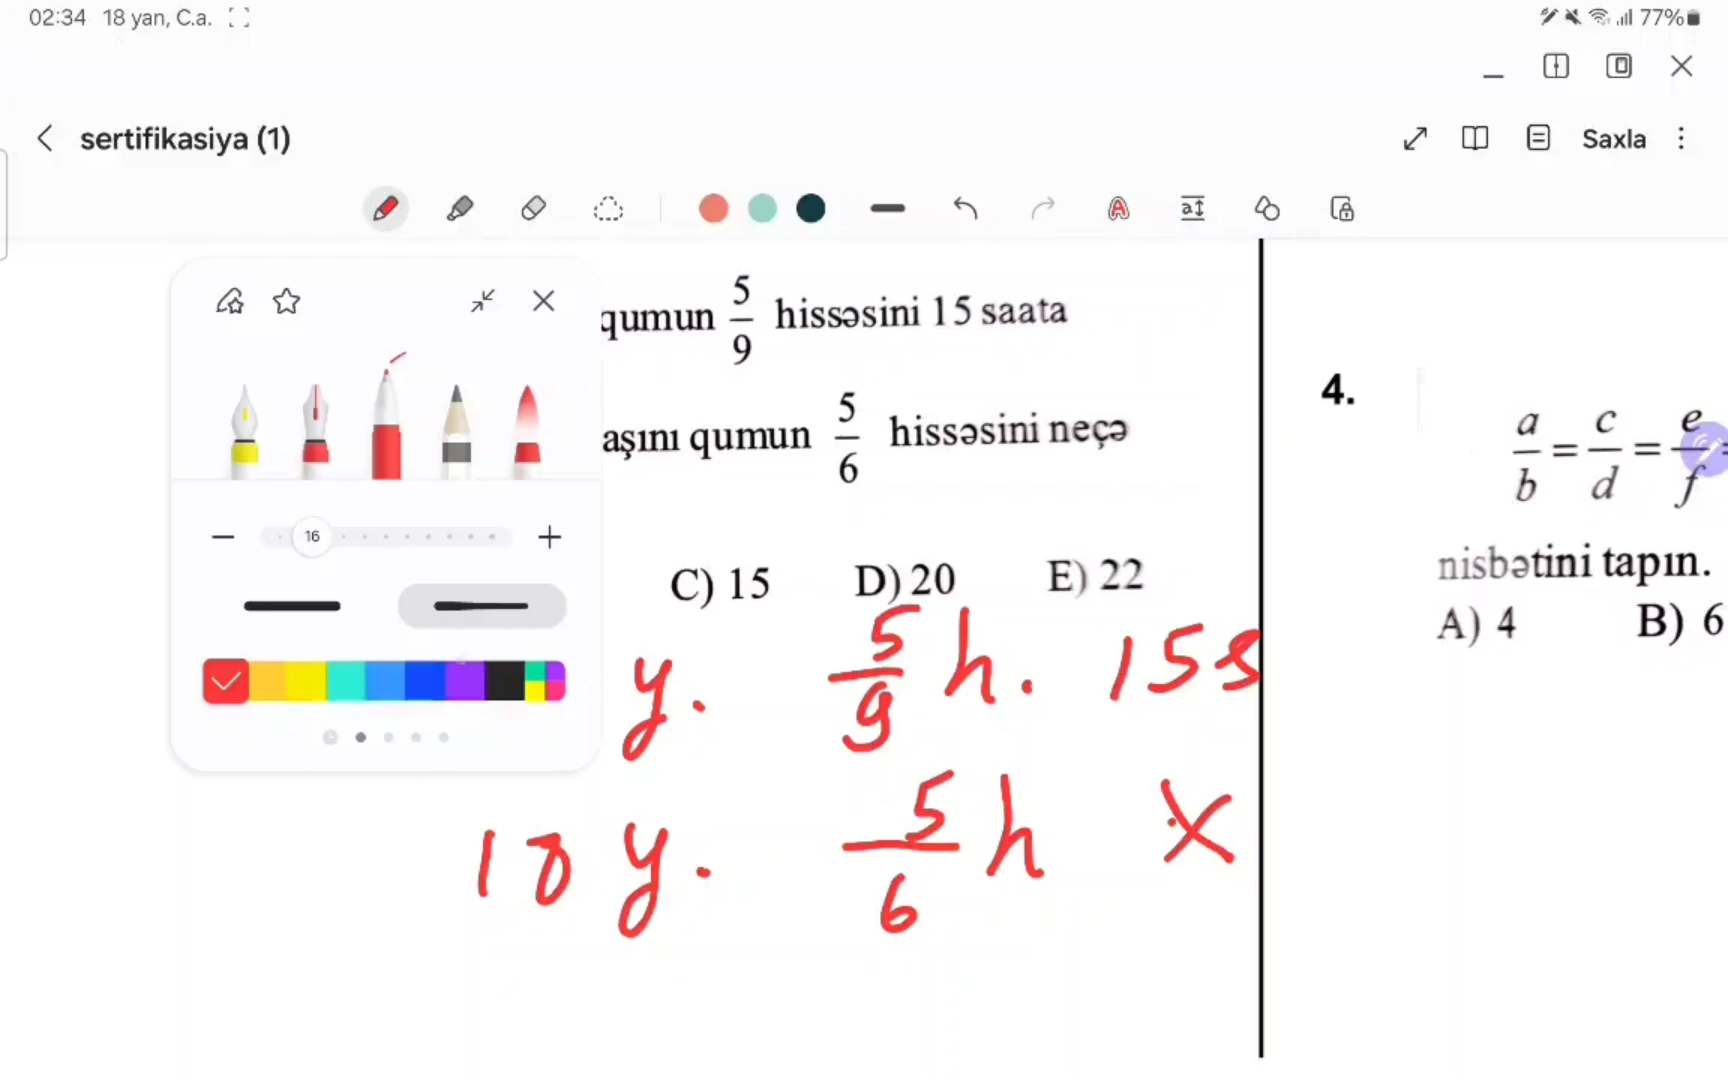 02:34 18 yan, C.a. 77%
sertifikasiya (1) Saxla
A a
16
qumun 5/9 hissəsini 15 saata
aşını qumun 5/6 hissəsini neçə
C) 15 D) 20 E) 22
y. 5/9 h. 15s
18 y. 5/6 h x
4.
a/b = c/d = e/f =
nisbətini tapın.
A) 4 B) 6